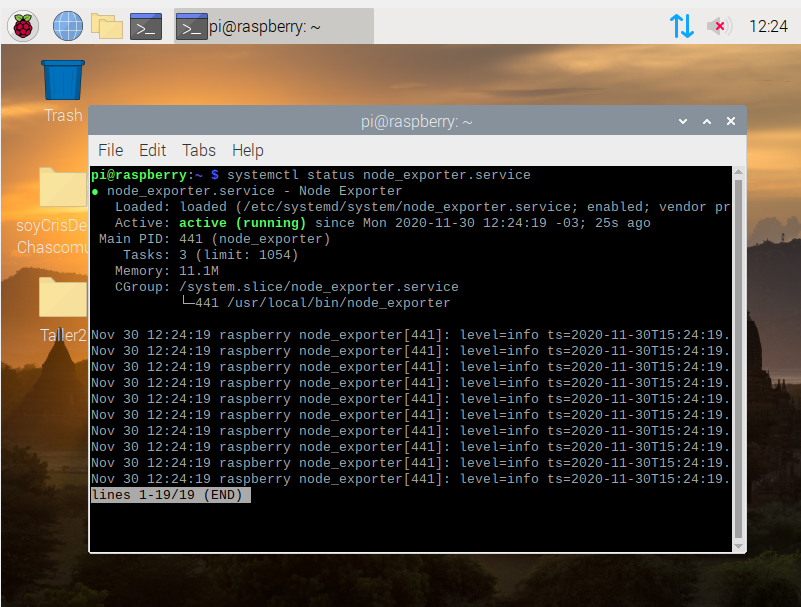 pi@raspberry: ~
12:24
Trash
soyCrisDe
Chascomu
Taller2
pi@raspberry: ~
File Edit Tabs Help
pi@raspberry:~ $ systemctl status node_exporter.service
● node_exporter.service - Node Exporter
Loaded: loaded (/etc/systemd/system/node_exporter.service; enabled; vendor pr
Active: active (running) since Mon 2020-11-30 12:24:19 -03; 25s ago
Main PID: 441 (node_exporter)
Tasks: 3 (limit: 1054)
Memory: 11.1M
CGroup: /system.slice/node_exporter.service
└─441 /usr/local/bin/node_exporter
Nov 30 12:24:19 raspberry node_exporter[441]: level=info ts=2020-11-30T15:24:19.
Nov 30 12:24:19 raspberry node_exporter[441]: level=info ts=2020-11-30T15:24:19.
Nov 30 12:24:19 raspberry node_exporter[441]: level=info ts=2020-11-30T15:24:19.
Nov 30 12:24:19 raspberry node_exporter[441]: level=info ts=2020-11-30T15:24:19.
Nov 30 12:24:19 raspberry node_exporter[441]: level=info ts=2020-11-30T15:24:19.
Nov 30 12:24:19 raspberry node_exporter[441]: level=info ts=2020-11-30T15:24:19.
Nov 30 12:24:19 raspberry node_exporter[441]: level=info ts=2020-11-30T15:24:19.
Nov 30 12:24:19 raspberry node_exporter[441]: level=info ts=2020-11-30T15:24:19.
Nov 30 12:24:19 raspberry node_exporter[441]: level=info ts=2020-11-30T15:24:19.
Nov 30 12:24:19 raspberry node_exporter[441]: level=info ts=2020-11-30T15:24:19.
lines 1-19/19 (END)